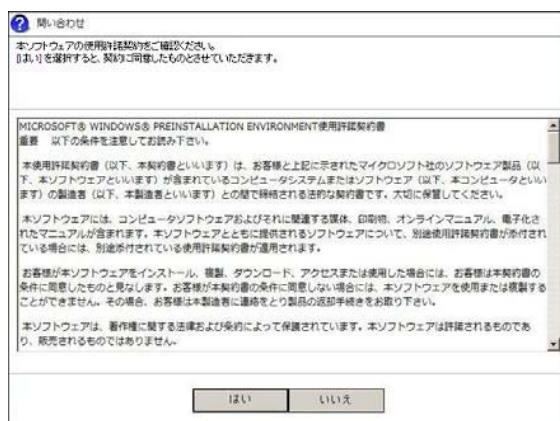 問い合わせ
本ソフトウェアの使用許諾契約をご確認ください。
[はい]を選択すると、契約に同意したものとさせていただきます。
MICROSOFT® WINDOWS® PREINSTALLATION ENVIRONMENT使用許諾契約書
重要　以下の条件を注意してお読み下さい。
本使用許諾契約書（以下、本契約書といいます）は、お客様と上記に示されたマイクロソフト社のソフトウェア製品（以
下、本ソフトウェアといいます）が含まれているコンピュータシステムまたはソフトウェア（以下、本コンピュータといい
ます）の製造者（以下、本製造者といいます）との間で締結される法的な契約書です。大切に保管してください。
本ソフトウェアには、コンピュータソフトウェアおよびそれに関連する媒体、印刷物、オンラインマニュアル、電子化さ
れたマニュアルが含まれます。本ソフトウェアとともに提供されるソフトウェアについて、別途使用許諾契約書が添付され
ている場合には、別途添付されている使用許諾契約書が適用されます。
お客様が本ソフトウェアをインストール、複製、ダウンロード、アクセスまたは使用した場合には、お客様は本契約書の
条件に同意したものと見なします。お客様が本契約書の条件に同意しない場合には、本ソフトウェアを使用または複製する
ことができません。その場合、お客様は本製造者に連絡をとり製品の返却手続きをお取り下さい。
本ソフトウェアは、著作権に関する法律および条約によって保護されています。本ソフトウェアは許諾されるものであ
り、販売されるものではありません。
はい
いいえ